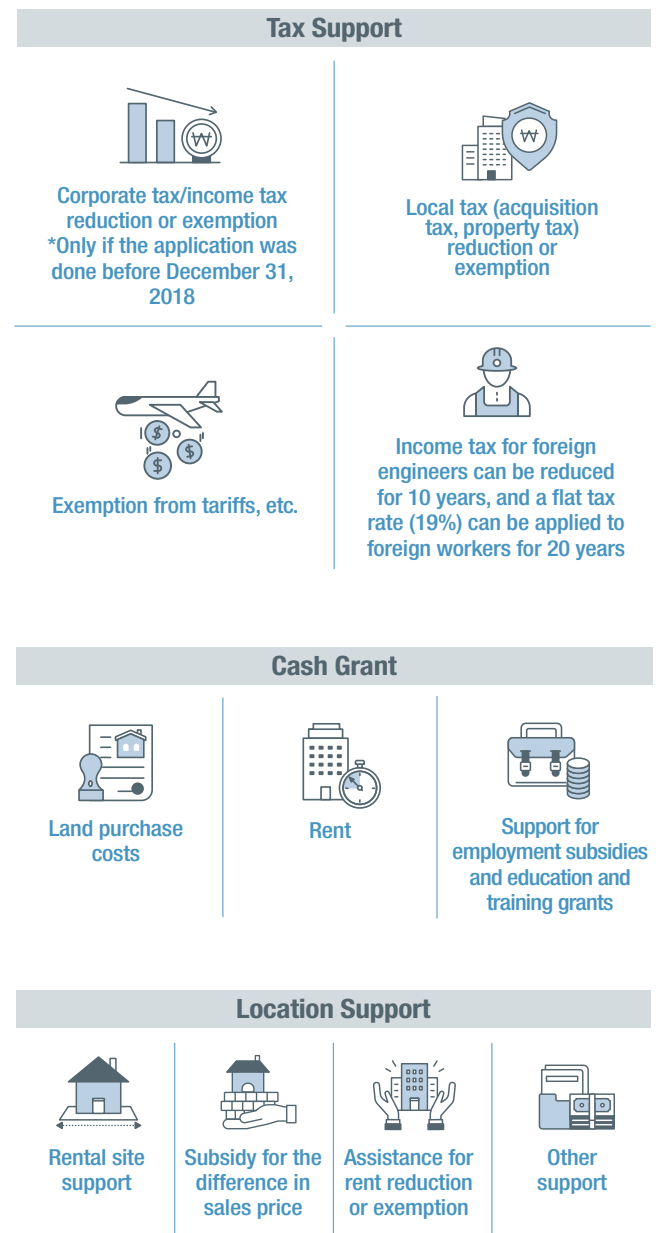 Tax Support
Corporate tax/income tax
reduction or exemption
*Only if the application was
done before December 31,
2018
Local tax (acquisition
tax, property tax)
reduction or
exemption
Exemption from tariffs, etc.
Income tax for foreign
engineers can be reduced
for 10 years, and a flat tax
rate (19%) can be applied to
foreign workers for 20 years
Cash Grant
Land purchase
costs
Rent
Support for
employment subsidies
and education and
training grants
Location Support
Rental site
support
Subsidy for the
difference in
sales price
Assistance for
rent reduction
or exemption
Other
support